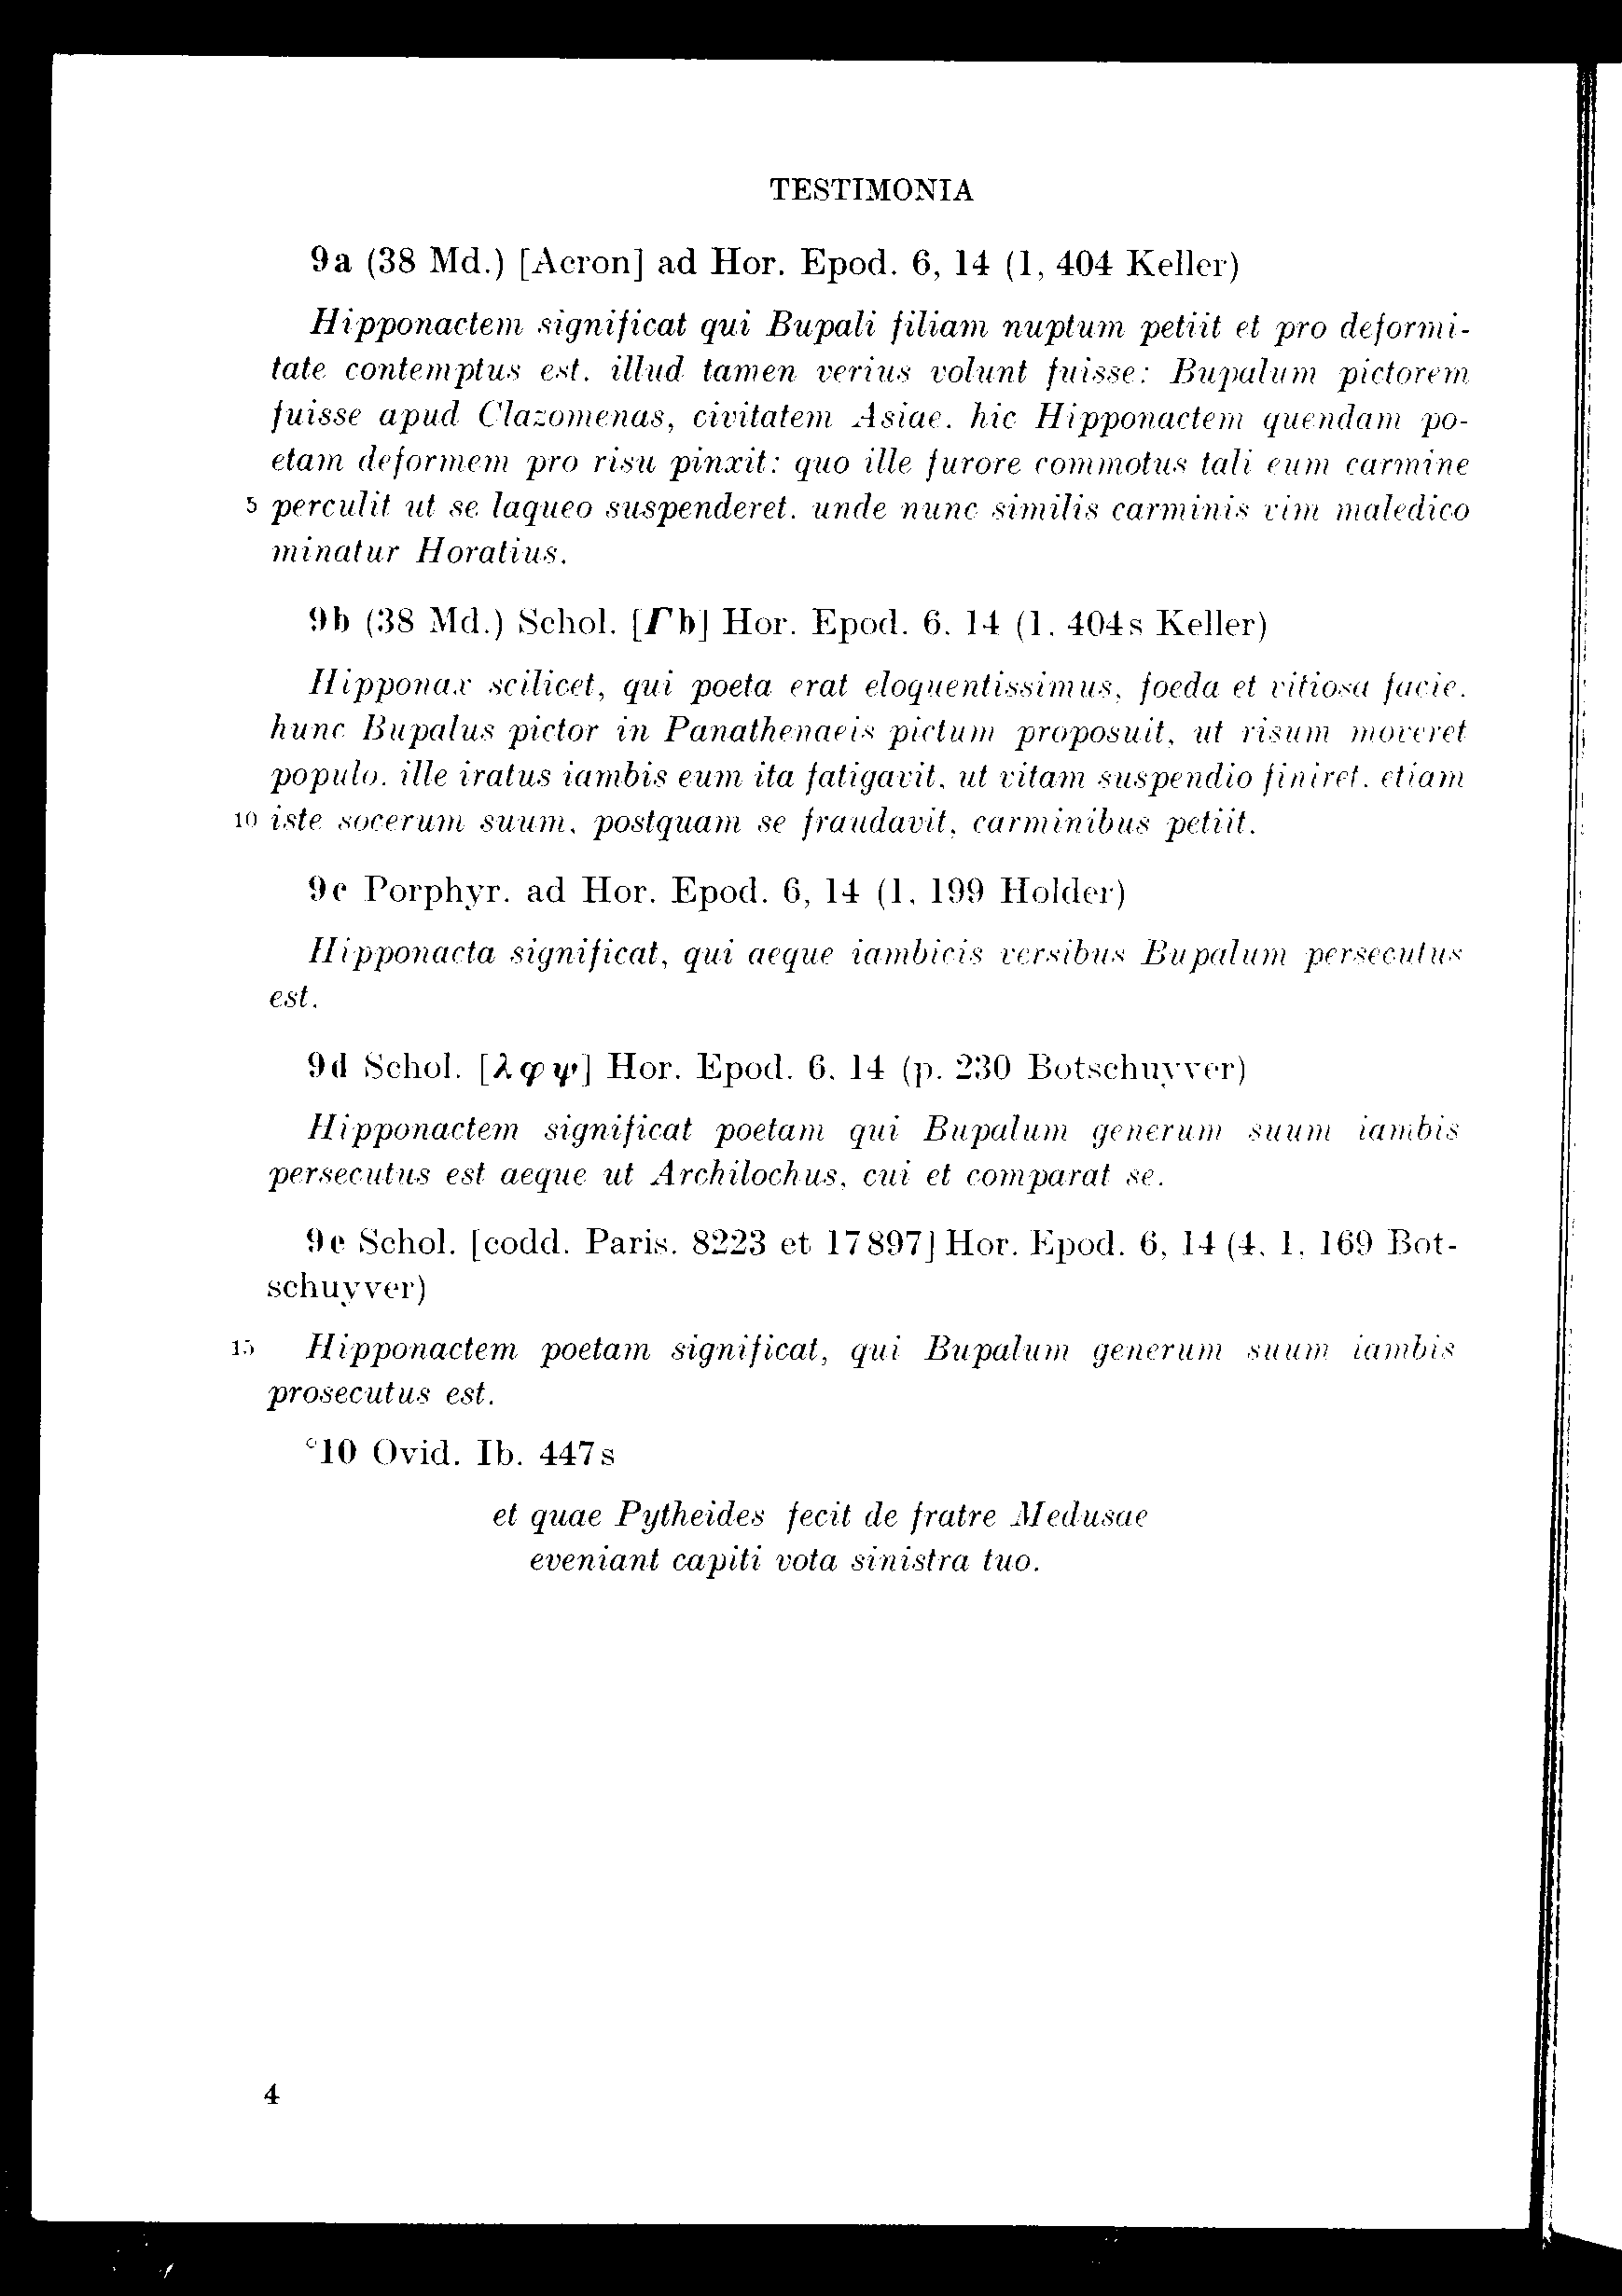 TESTIMONIA
9a (38 Md.) [Acron] ad Hor. Epod. 6, 14 (1, 404 Keller)
Hipponactem significat qui Bupali filiam nuptum petiit et pro deformi-
tate contemptus est. illud tamen verius volunt fuisse: Bupalum pictorem
fuisse apud Clazomenas, civitatem Asiae. hic Hipponactem quendam po-
etam deformem pro risu pinxit: quo ille furore commotus tali eum carmine
5 perculit ut se laqueo suspenderet. unde nunc similis carminis vim maledico
minatur Horatius.
9b (38 Md.) Schol. [Γb] Hor. Epod. 6. 14 (1. 404s Keller)
Hipponax scilicet, qui poeta erat eloquentissimus, foeda et vitiosa facie.
hunc Bupalus pictor in Panathenaeis pictum proposuit, ut risum moveret
populo. ille iratus iambis eum ita fatigavit, ut vitam suspendio finiret. etiam
10 iste socerum suum, postquam se fraudavit, carminibus petiit.
9c Porphyr. ad Hor. Epod. 6, 14 (1, 199 Holder)
Hipponacta significat, qui aeque iambicis versibus Bupalum persecutus
est.
9d Schol. [λφψ] Hor. Epod. 6. 14 (p. 230 Botschuyver)
Hipponactem significat poetam qui Bupalum generum suum iambis
persecutus est aeque ut Archilochus, cui et comparat se.
9e Schol. [codd. Paris. 8223 et 17897] Hor. Epod. 6, 14 (4, 1, 169 Bot-
schuyver)
15 Hipponactem poetam significat, qui Bupalum generum suum iambis
prosecutus est.
°10 Ovid. Ib. 447s
et quae Pytheides fecit de fratre Medusae
eveniant capiti vota sinistra tuo.
4